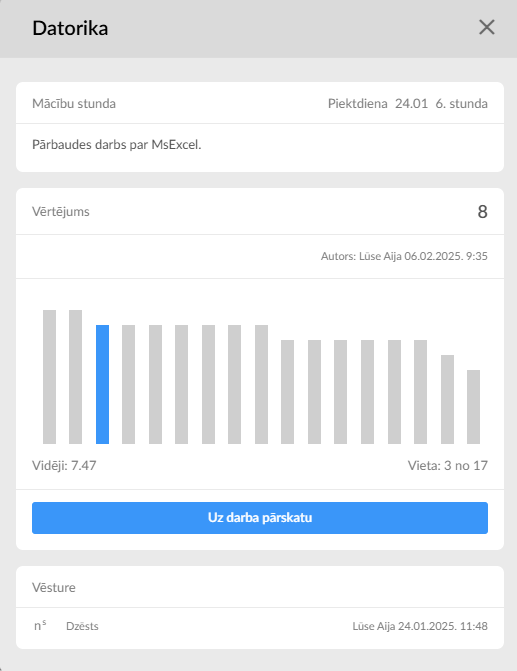 Datorika
Mācību stunda Piektdiena 24.01 6. stunda
Pārbaudes darbs par MsExcel.
Vērtējums 8
Autors: Lūse Aija 06.02.2025. 9:35
Vidēji: 7.47 Vieta: 3 no 17
Uz darba pārskatu
Vēsture
nˢ Dzēsts Lūse Aija 24.01.2025. 11:48